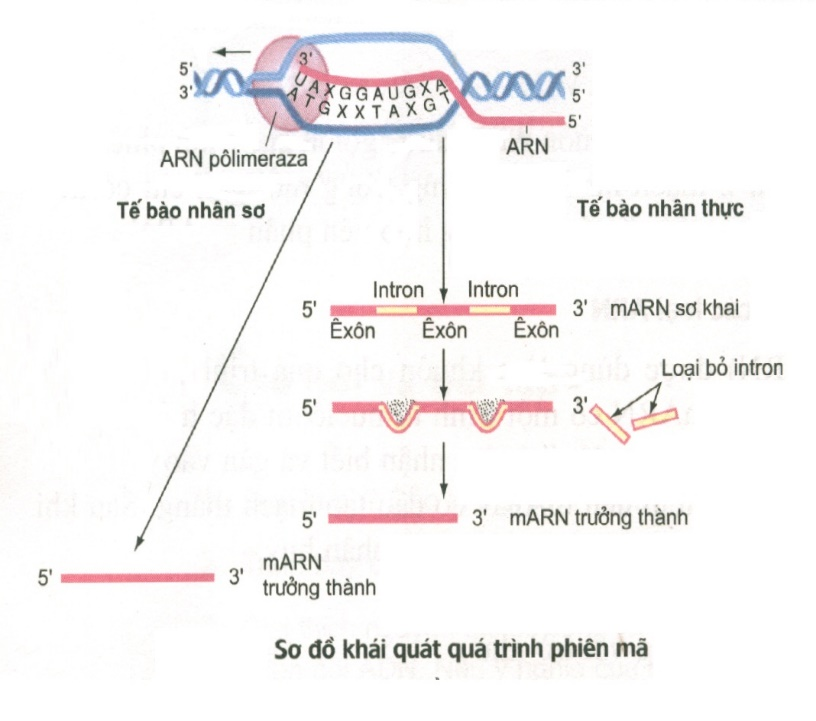 3'
5'
3'
3'
5'
5'
UAXGGAUGXA
ATGXXTAXGT
ARN
ARN pôlimeraza
Tế bào nhân sơ
Tế bào nhân thực
Intron
Intron
5'
3'
mARN sơ khai
Êxôn
Êxôn
Êxôn
Loại bỏ intron
5'
3'
5'
3'
mARN trưởng thành
5'
3'
mARN
trưởng thành
Sơ đồ khái quát quá trình phiên mã